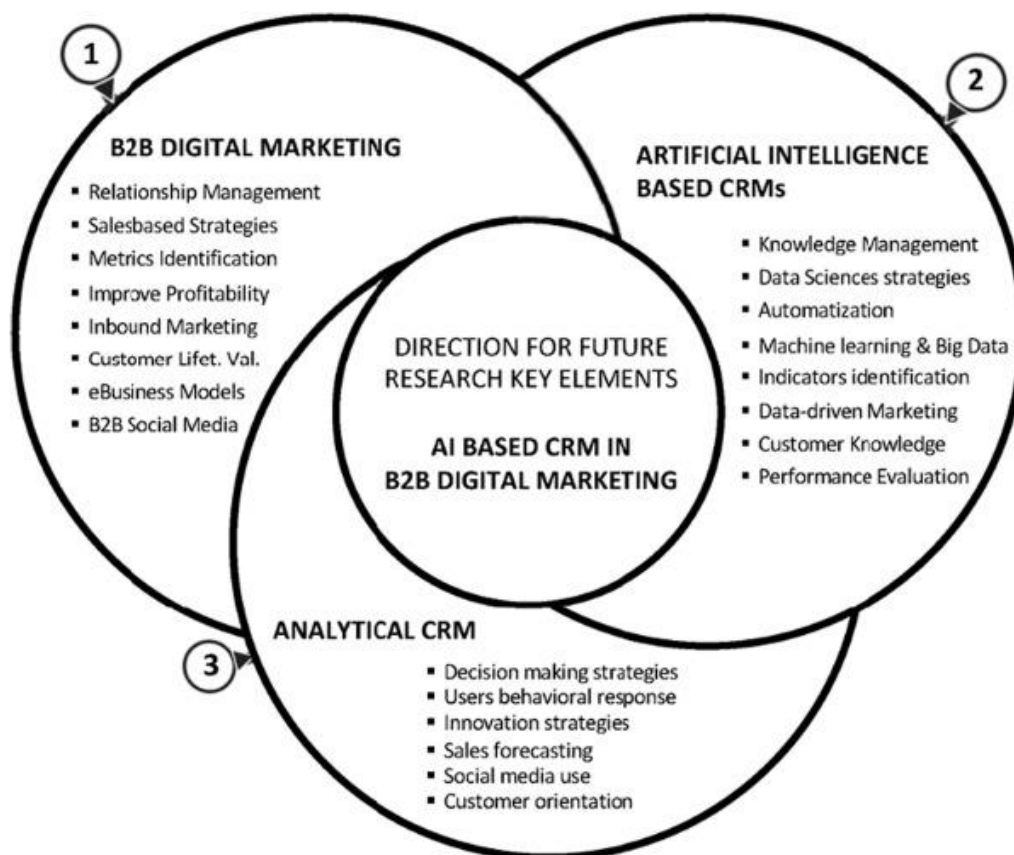 1
B2B DIGITAL MARKETING
▪ Relationship Management
▪ Salesbased Strategies
▪ Metrics Identification
▪ Improve Profitability
▪ Inbound Marketing
▪ Customer Lifet. Val.
▪ eBusiness Models
▪ B2B Social Media
2
ARTIFICIAL INTELLIGENCE
BASED CRMs
▪ Knowledge Management
▪ Data Sciences strategies
▪ Automatization
▪ Machine learning & Big Data
▪ Indicators identification
▪ Data-driven Marketing
▪ Customer Knowledge
▪ Performance Evaluation
DIRECTION FOR FUTURE
RESEARCH KEY ELEMENTS
AI BASED CRM IN
B2B DIGITAL MARKETING
3
ANALYTICAL CRM
▪ Decision making strategies
▪ Users behavioral response
▪ Innovation strategies
▪ Sales forecasting
▪ Social media use
▪ Customer orientation